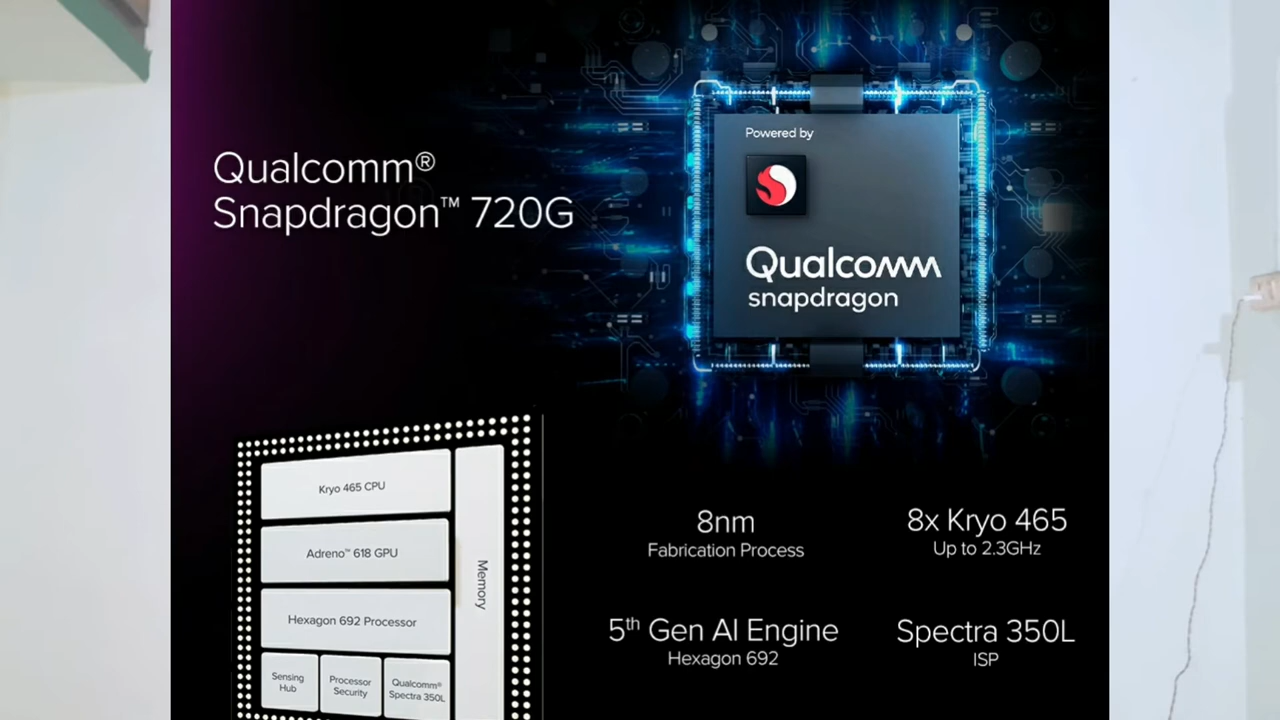 Qualcomm®
Snapdragon™ 720G
Powered by
Qualcomm
snapdragon
Kryo 465 CPU
Adreno™ 618 GPU
Hexagon 692 Processor
Sensing
Hub
Processor
Security
Qualcomm®
Spectra 350L
Memory
8nm
Fabrication Process
8x Kryo 465
Up to 2.3GHz
5th Gen AI Engine
Hexagon 692
Spectra 350L
ISP